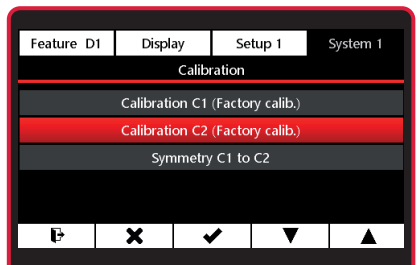 Feature D1 Display Setup 1 System 1
Calibration
Calibration C1 (Factory calib.)
Calibration C2 (Factory calib.)
Symmetry C1 to C2